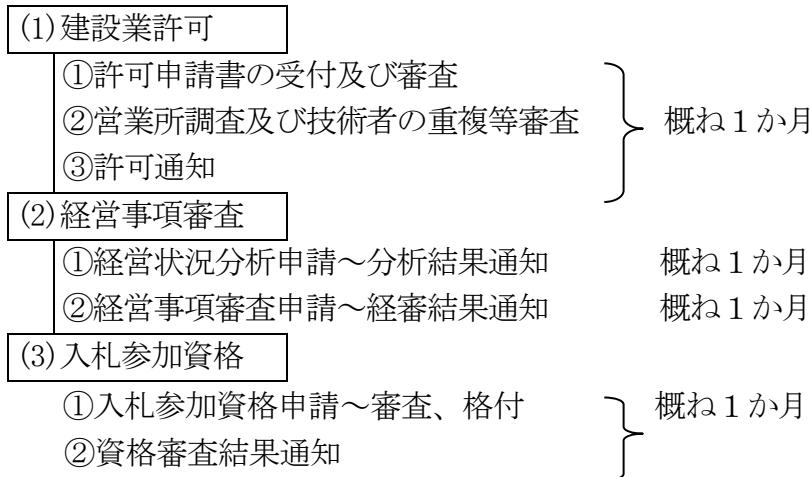 (1)建設業許可
①許可申請書の受付及び審査
②営業所調査及び技術者の重複等審査 概ね１か月
③許可通知
(2)経営事項審査
①経営状況分析申請～分析結果通知 概ね１か月
②経営事項審査申請～経審結果通知 概ね１か月
(3)入札参加資格
①入札参加資格申請～審査、格付 概ね１か月
②資格審査結果通知